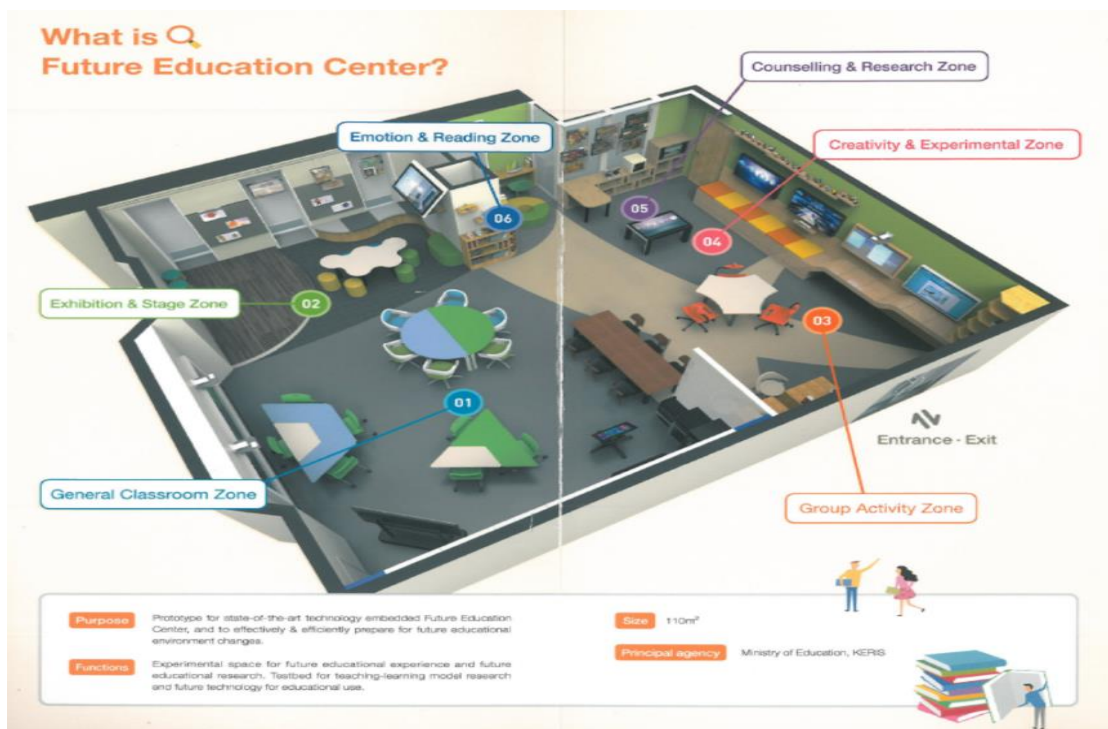 What is
Future Education Center?
Counselling & Research Zone
Emotion & Reading Zone
Creativity & Experimental Zone
06
05
04
Exhibition & Stage Zone
02
03
01
Entrance · Exit
General Classroom Zone
Group Activity Zone
Purpose
Prototype for state-of-the-art technology embedded Future Education
Center, and to effectively & efficiently prepare for future educational
environment changes.
Functions
Experimental space for future educational experience and future
educational research. Testbed for teaching-learning model research
and future technology for educational use.
Size
110m²
Principal agency
Ministry of Education, KERIS